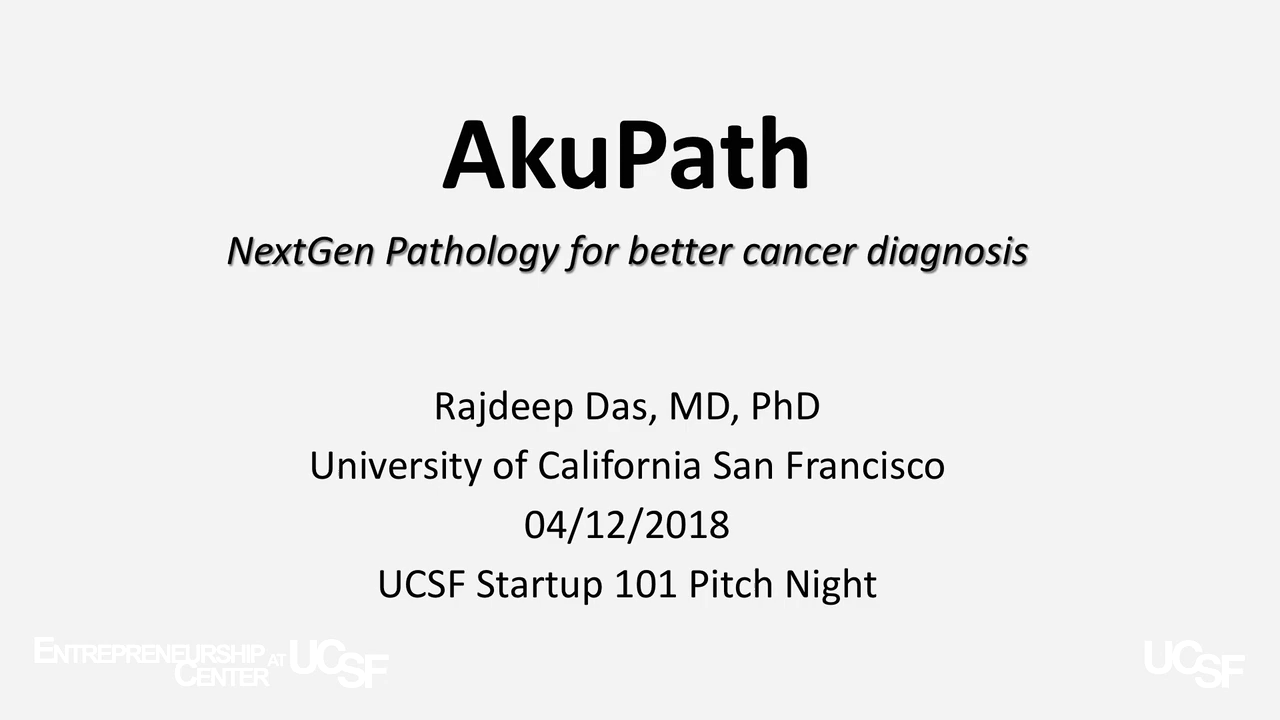 AkuPath
NextGen Pathology for better cancer diagnosis
Rajdeep Das, MD, PhD
University of California San Francisco
04/12/2018
UCSF Startup 101 Pitch Night
ENTREPRENEURSHIP AT UCSF
CENTER
UCSF